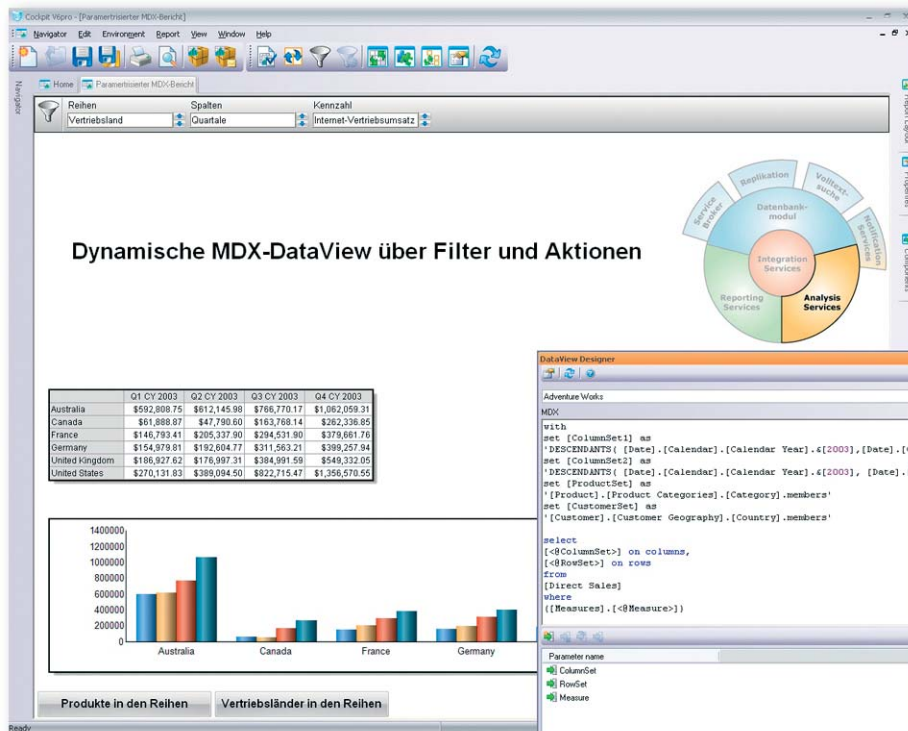 Cockpit V6pro - [Paramertrisierter MDX-Bericht]
Navigator Edit Environment Report View Window Help
Navigator
Home Paramertrisierter MDX-Bericht
Reihen Spalten Kennzahl
Vertriebsland Quartale Internet-Vertriebsumsatz
Report Layout
Properties
Components
Service Broker
Replikation
Volltext-
suche
Notification
Services
Datenbank-
modul
Integration
Services
Reporting
Services
Analysis
Services
Dynamische MDX-DataView über Filter und Aktionen
Q1 CY 2003 Q2 CY 2003 Q3 CY 2003 Q4 CY 2003
Australia $592,808.75 $612,145.98 $766,770.17 $1,062,059.31
Canada $61,888.87 $47,790.60 $163,768.14 $262,336.85
France $146,793.41 $205,337.90 $294,531.90 $379,661.76
Germany $154,979.81 $192,604.77 $311,563.21 $399,257.94
United Kingdom $186,927.62 $176,997.31 $384,991.59 $549,332.05
United States $270,131.83 $389,094.50 $822,715.47 $1,356,570.55
1400000
1200000
1000000
800000
600000
400000
200000
0
Australia Canada France Germany
Produkte in den Reihen Vertriebsländer in den Reihen
Ready
DataView Designer
Adventure Works
MDX
with
set [ColumnSet1] as
'DESCENDANTS( [Date].[Calendar].[Calendar Year].&[2003],[Date].[
set [ColumnSet2] as
'DESCENDANTS( [Date].[Calendar].[Calendar Year].&[2003], [Date].
set [ProductSet] as
'[Product].[Product Categories].[Category].members'
set [CustomerSet] as
'[Customer].[Customer Geography].[Country].members'
select
[<@ColumnSet>] on columns,
[<@RowSet>] on rows
from
[Direct Sales]
where
([Measures].[<@Measure>])
Parameter name
ColumnSet
RowSet
Measure